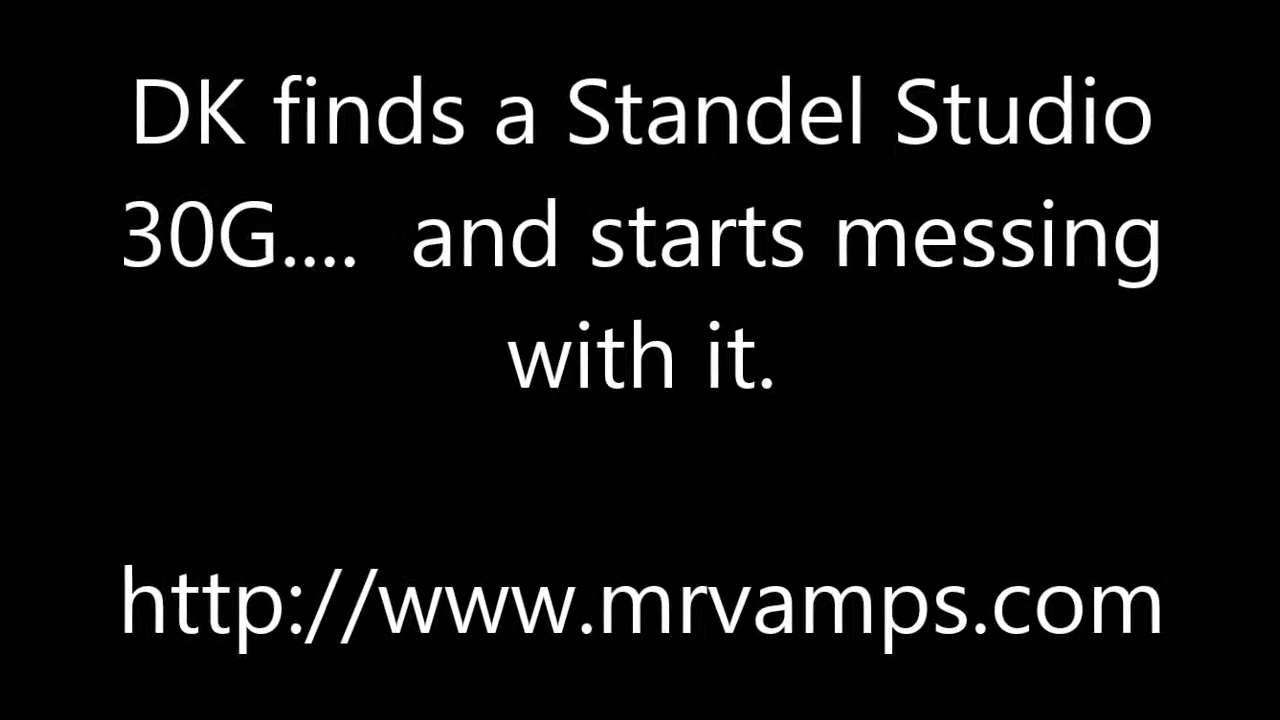 DK finds a Standel Studio
30G....  and starts messing
with it.
http://www.mrvamps.com